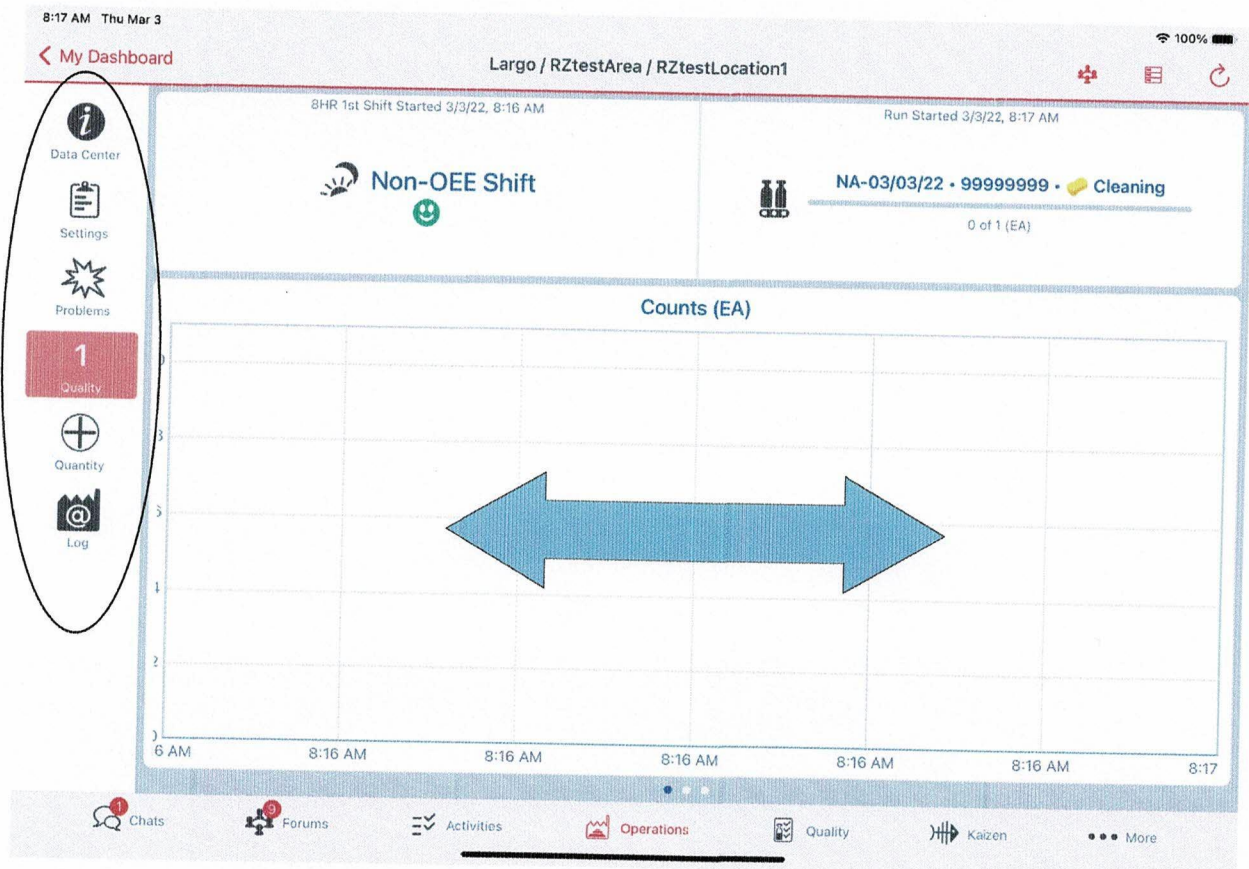 8:17 AM Thu Mar 3
100%
My Dashboard
Largo / RZtestArea / RZtestLocation1
Data Center
Settings
Problems
1
Quality
Quantity
@
Log
8HR 1st Shift Started 3/3/22, 8:16 AM
Non-OEE Shift
Run Started 3/3/22, 8:17 AM
NA-03/03/22 • 99999999 • Cleaning
0 of 1 (EA)
Counts (EA)
6
2
6 AM 8:16 AM 8:16 AM 8:16 AM 8:16 AM 8:16 AM 8:17
1 Chats
9 Forums
Activities
Operations
Quality
Kaizen
More